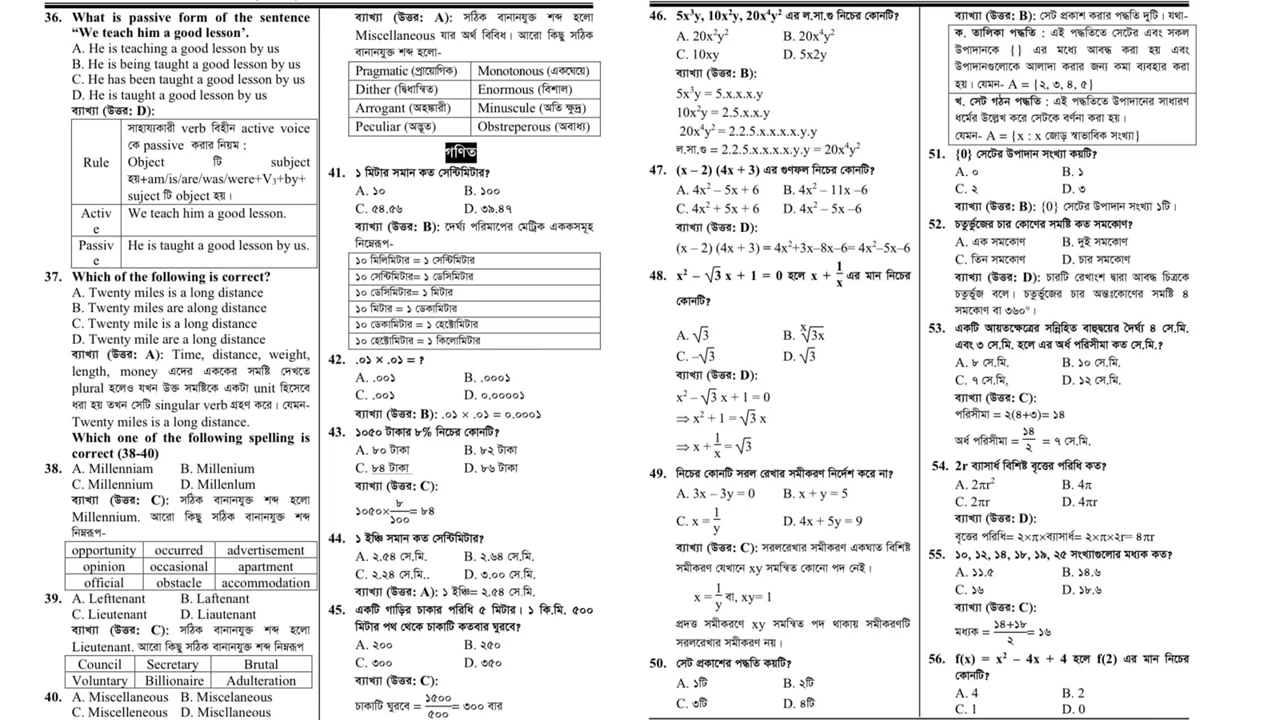 36. What is passive form of the sentence
“We teach him a good lesson’.
A. He is teaching a good lesson by us
B. He is being taught a good lesson by us
C. He has been taught a good lesson by us
D. He is taught a good lesson by us
ব্যাখ্যা (উত্তর: D):
Rule
সাহায্যকারী verb বিহীন active voice
কে passive করার নিয়ম :
Object টি subject
হয়+am/is/are/was/were+V3+by+
suject টি object হয়।
Activ
e
We teach him a good lesson.
Passiv
e
He is taught a good lesson by us.
37. Which of the following is correct?
A. Twenty miles is a long distance
B. Twenty miles are along distance
C. Twenty mile is a long distance
D. Twenty mile are a long distance
ব্যাখ্যা (উত্তর: A): Time, distance, weight,
length, money এদের এককের সমষ্টি দেখতে
plural হলেও যখন উক্ত সমষ্টিকে একটা unit হিসেবে
ধরা হয় তখন সেটি singular verb গ্রহণ করে। যেমন-
Twenty miles is a long distance.
Which one of the following spelling is
correct (38-40)
38. A. Millenniam B. Millenium
C. Millennium D. Millenlum
ব্যাখ্যা (উত্তর: C): সঠিক বানানযুক্ত শব্দ হলো
Millennium. আরো কিছু সঠিক বানানযুক্ত শব্দ
নিম্নরূপ-
opportunity occurred advertisement
opinion occasional apartment
official obstacle accommodation
39. A. Lefttenant B. Laftenant
C. Lieutenant D. Liautenant
ব্যাখ্যা (উত্তর: C): সঠিক বানানযুক্ত শব্দ হলো
Lieutenant. আরো কিছু সঠিক বানানযুক্ত শব্দ নিম্নরূপ
Council Secretary Brutal
Voluntary Billionaire Adulteration
40. A. Miscellaneous B. Miscelaneous
C. Miscelleneous D. Miscllaneous
ব্যাখ্যা (উত্তর: A): সঠিক বানানযুক্ত শব্দ হলো
Miscellaneous যার অর্থ বিবিধ। আরো কিছু সঠিক
বানানযুক্ত শব্দ হলো-
Pragmatic (প্রায়োগিক) Monotonous (একঘেয়ে)
Dither (দ্বিধান্বিত) Enormous (বিশাল)
Arrogant (অহঙ্কারী) Minuscule (অতি ক্ষুদ্র)
Peculiar (অদ্ভুত) Obstreperous (অবাধ্য)
গণিত
41. ১ মিটার সমান কত সেন্টিমিটার?
A. ১০ B. ১০০
C. ৫৪.৫৬ D. ৩৯.৪৭
ব্যাখ্যা (উত্তর: B): দৈর্ঘ্য পরিমাপের মেট্রিক এককসমূহ
নিম্নরূপ-
১০ মিলিমিটার = ১ সেন্টিমিটার
১০ সেন্টিমিটার= ১ ডেসিমিটার
১০ ডেসিমিটার= ১ মিটার
১০ মিটার = ১ ডেকামিটার
১০ ডেকামিটার = ১ হেক্টোমিটার
১০ হেক্টোমিটার = ১ কিলোমিটার
42. .০১ × .০১ = ?
A. .০০১ B. .০০০১
C. .০০১ D. ০.০০০০১
ব্যাখ্যা (উত্তর: B): .০১ × .০১ = ০.০০০১
43. ১০৫০ টাকার ৮% নিচের কোনটি?
A. ৮০ টাকা B. ৮২ টাকা
C. ৮৪ টাকা D. ৮৬ টাকা
ব্যাখ্যা (উত্তর: C):
১০৫০×৮/১০০ = ৮৪
44. ১ ইঞ্চি সমান কত সেন্টিমিটার?
A. ২.৫৪ সে.মি. B. ২.৬৪ সে.মি.
C. ২.২৪ সে.মি.. D. ৩.০০ সে.মি.
ব্যাখ্যা (উত্তর: A): ১ ইঞ্চি= ২.৫৪ সে.মি.
45. একটি গাড়ির চাকার পরিধি ৫ মিটার। ১ কি.মি. ৫০০
মিটার পথ থেকে চাকাটি কতবার ঘুরবে?
A. ২০০ B. ২৫০
C. ৩০০ D. ৩৫০
ব্যাখ্যা (উত্তর: C):
চাকাটি ঘুরবে = ১৫০০/৫০০ = ৩০০ বার
46. 5x³y, 10x²y, 20x⁴y² এর ল.সা.গু নিচের কোনটি?
A. 20x²y² B. 20x⁴y²
C. 10xy D. 5x2y
ব্যাখ্যা (উত্তর: B):
5x³y = 5.x.x.x.y
10x²y = 2.5.x.x.y
20x⁴y² = 2.2.5.x.x.x.x.y.y
ল.সা.গু = 2.2.5.x.x.x.x.y.y = 20x⁴y²
47. (x – 2) (4x + 3) এর গুণফল নিচের কোনটি?
A. 4x² – 5x + 6 B. 4x² – 11x –6
C. 4x² + 5x + 6 D. 4x² – 5x –6
ব্যাখ্যা (উত্তর: D):
(x – 2) (4x + 3) = 4x²+3x–8x–6= 4x²–5x–6
48. x² – √3 x + 1 = 0 হলে x + 1/x এর মান নিচের
কোনটি?
A. √3 B. ˣ√3x
C. –√3 D. √3
ব্যাখ্যা (উত্তর: D):
x² – √3 x + 1 = 0
⇒ x² + 1 = √3 x
⇒ x + 1/x = √3
49. নিচের কোনটি সরল রেখার সমীকরণ নির্দেশ করে না?
A. 3x – 3y = 0 B. x + y = 5
C. x = 1/y D. 4x + 5y = 9
ব্যাখ্যা (উত্তর: C): সরলরেখার সমীকরণ একঘাত বিশিষ্ট
সমীকরণ যেখানে xy সমন্বিত কোনো পদ নেই।
x = 1/y বা, xy= 1
প্রদত্ত সমীকরণে xy সমন্বিত পদ থাকায় সমীকরণটি
সরলরেখার সমীকরণ নয়।
50. সেট প্রকাশের পদ্ধতি কয়টি?
A. ১টি B. ২টি
C. ৩টি D. ৪টি
ব্যাখ্যা (উত্তর: B): সেট প্রকাশ করার পদ্ধতি দুটি। যথা-
ক. তালিকা পদ্ধতি : এই পদ্ধতিতে সেটের এবং সকল
উপাদানকে { } এর মধ্যে আবদ্ধ করা হয় এবং
উপাদানগুলোকে আলাদা করার জন্য কমা ব্যবহার করা
হয়। যেমন- A = {২, ৩, ৪, ৫}
খ. সেট গঠন পদ্ধতি : এই পদ্ধতিতে উপাদানের সাধারণ
ধর্মের উল্লেখ করে সেটকে বর্ণনা করা হয়।
যেমন- A = {x : x জোড় স্বাভাবিক সংখ্যা}
51. {0} সেটের উপাদান সংখ্যা কয়টি?
A. ০ B. ১
C. ২ D. ৩
ব্যাখ্যা (উত্তর: B): {0} সেটের উপাদান সংখ্যা ১টি।
52. চতুর্ভুজের চার কোণের সমষ্টি কত সমকোণ?
A. এক সমকোণ B. দুই সমকোণ
C. তিন সমকোণ D. চার সমকোণ
ব্যাখ্যা (উত্তর: D): চারটি রেখাংশ দ্বারা আবদ্ধ চিত্রকে
চতুর্ভুজ বলে। চতুর্ভুজের চার অন্তঃকোণের সমষ্টি ৪
সমকোণ বা ৩৬০°।
53. একটি আয়তক্ষেত্রের সন্নিহিত বাহুদ্বয়ের দৈর্ঘ্য ৪ সে.মি.
এবং ৩ সে.মি. হলে এর অর্ধ পরিসীমা কত সে.মি.?
A. ৮ সে.মি. B. ১০ সে.মি.
C. ৭ সে.মি, D. ১২ সে.মি.
ব্যাখ্যা (উত্তর: C):
পরিসীমা = ২(৪+৩)= ১৪
অর্ধ পরিসীমা = ১৪/২ = ৭ সে.মি.
54. 2r ব্যাসার্ধ বিশিষ্ট বৃত্তের পরিধি কত?
A. 2πr² B. 4π
C. 2πr D. 4πr
ব্যাখ্যা (উত্তর: D):
বৃত্তের পরিধি= ২×π×ব্যাসার্ধ= ২×π×২r= 8πr
55. ১০, ১২, ১৪, ১৮, ১৯, ২৫ সংখ্যাগুলোর মধ্যক কত?
A. ১১.৫ B. ১৪.৬
C. ১৬ D. ১৮.৬
ব্যাখ্যা (উত্তর: C):
মধ্যক = ১৪+১৮/২ = ১৬
56. f(x) = x² – 4x + 4 হলে f(2) এর মান নিচের
কোনটি?
A. 4 B. 2
C. 1 D. 0